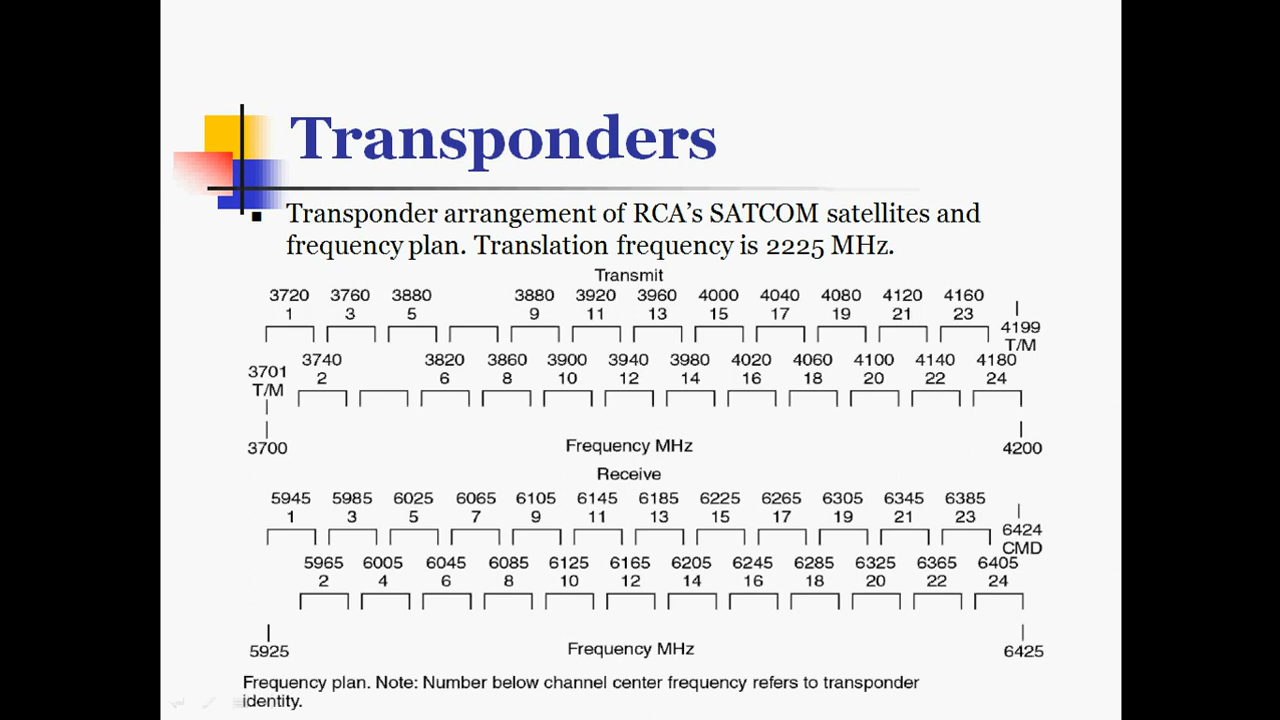 Transponders
▪ Transponder arrangement of RCA's SATCOM satellites and
frequency plan. Translation frequency is 2225 MHz.
Transmit
3720 3760 3880 3880 3920 3960 4000 4040 4080 4120 4160
1 3 5 9 11 13 15 17 19 21 23
4199
T/M
3740 3820 3860 3900 3940 3980 4020 4060 4100 4140 4180
2 6 8 10 12 14 16 18 20 22 24
3701
T/M
3700 Frequency MHz 4200
Receive
5945 5985 6025 6065 6105 6145 6185 6225 6265 6305 6345 6385
1 3 5 7 9 11 13 15 17 19 21 23
6424
CMD
5965 6005 6045 6085 6125 6165 6205 6245 6285 6325 6365 6405
2 4 6 8 10 12 14 16 18 20 22 24
5925 Frequency MHz 6425
Frequency plan. Note: Number below channel center frequency refers to transponder
identity.